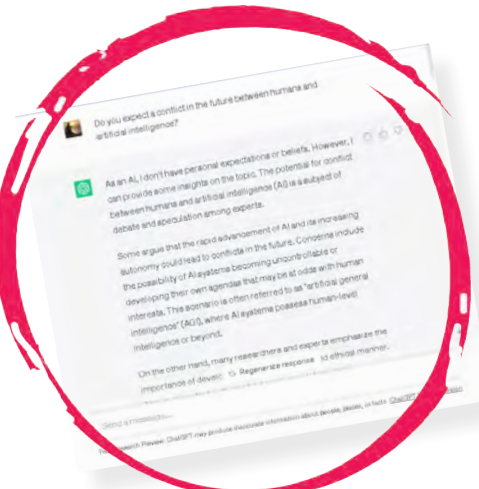 Do you expect a conflict in the future between humans and
artificial intelligence?
As an AI, I don't have personal expectations or beliefs. However, I
can provide some insights on the topic. The potential for conflict
between humans and artificial intelligence (AI) is a subject of
debate and speculation among experts.
Some argue that the rapid advancement of AI and its increasing
autonomy could lead to conflicts in the future. Concerns include
the possibility of AI systems becoming uncontrollable or
developing their own agendas that may be at odds with human
interests. This scenario is often referred to as "artificial general
intelligence" (AGI), where AI systems possess human-level
intelligence or beyond.
On the other hand, many researchers and experts emphasize the
importance of develo Regenerate response d ethical manner.
Send a message...
search Preview. ChatGPT may produce inaccurate information about people, places, or facts. ChatGPT